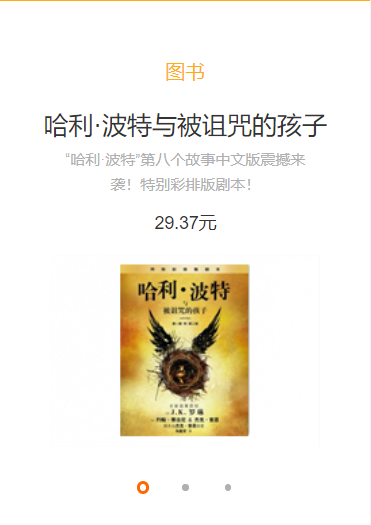 图书
哈利·波特与被诅咒的孩子
“哈利·波特”第八个故事中文版震撼来
袭！特别彩排版剧本！
29.37元
哈利·波特
与
被诅咒的孩子
J.K.罗琳